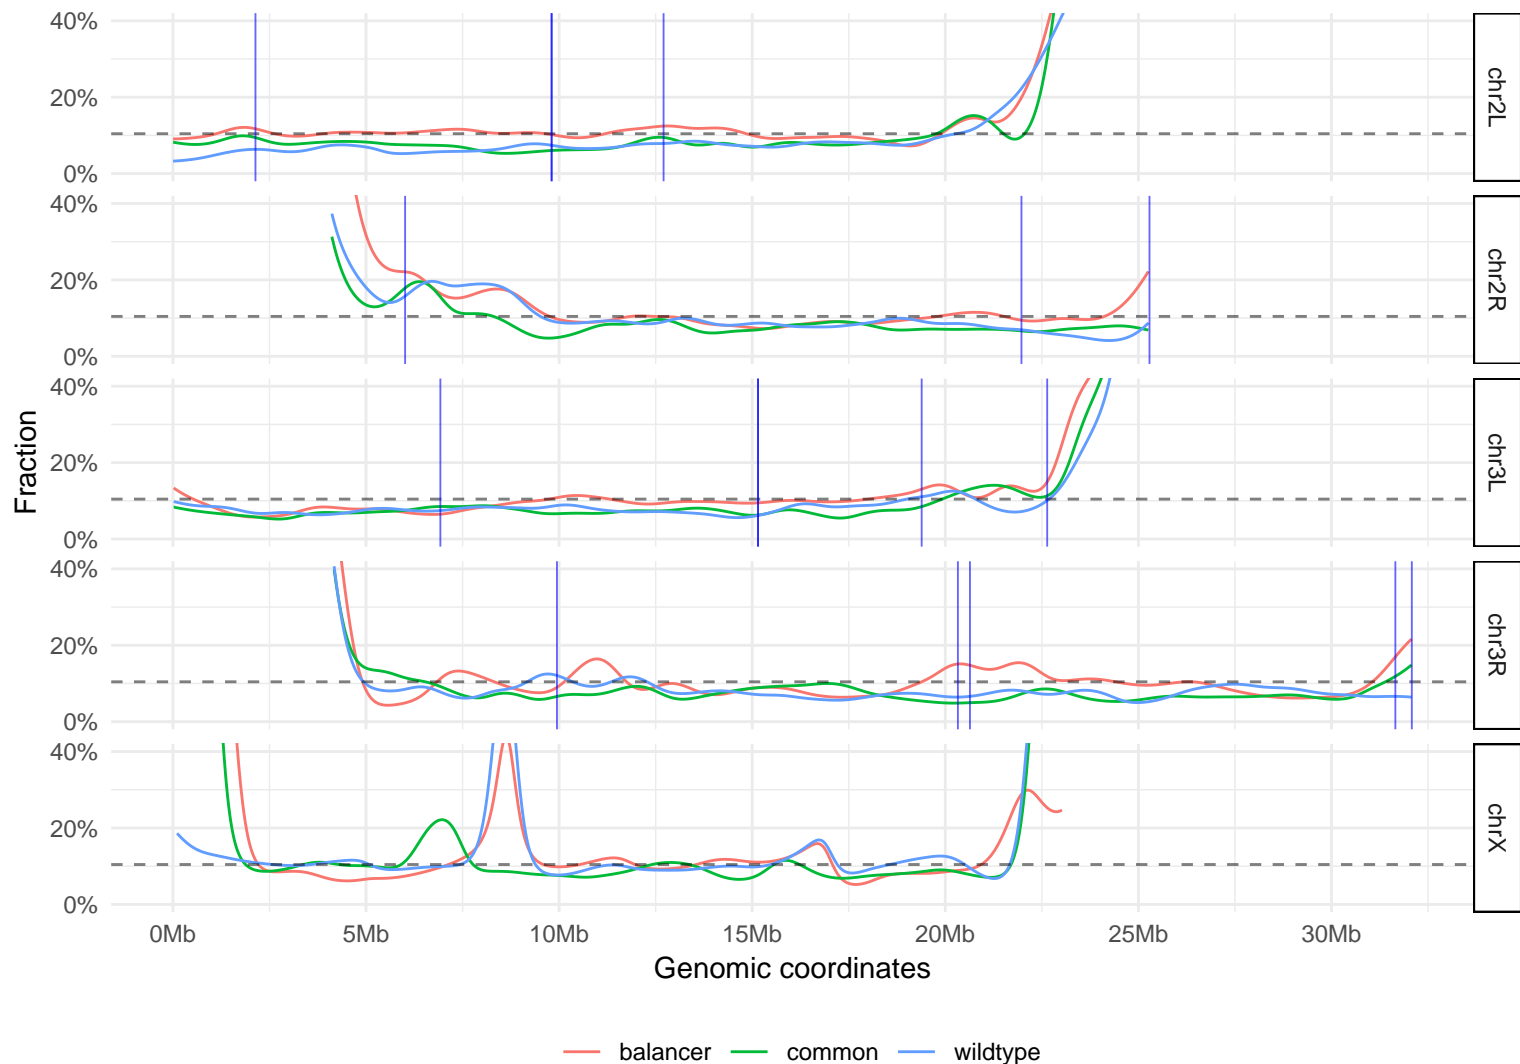 40%
20%
0%
chr2L
40%
20%
0%
chr2R
40%
20%
0%
chr3L
40%
20%
0%
chr3R
40%
20%
0%
chrX
Fraction
0Mb 5Mb 10Mb 15Mb 20Mb 25Mb 30Mb
Genomic coordinates
balancer common wildtype